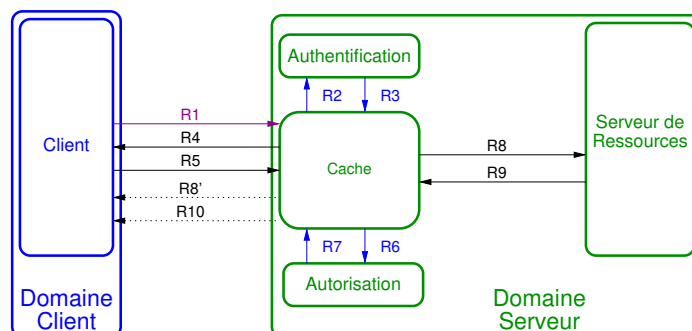 Authentification
R2 R3
R1
R4
R5
R8'
R10
Client
Cache
R8
R9
Serveur de
Ressources
R7 R6
Autorisation
Domaine
Client
Domaine
Serveur